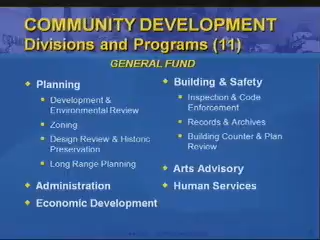 COMMUNITY DEVELOPMENT
Divisions and Programs (11)
GENERAL FUND
Planning
Development &
Environmental Review
Zoning
Design Review & Historic
Preservation
Long Range Planning
Administration
Economic Development
Building & Safety
Inspection & Code
Enforcement
Records & Archives
Building Counter & Plan
Review
Arts Advisory
Human Services